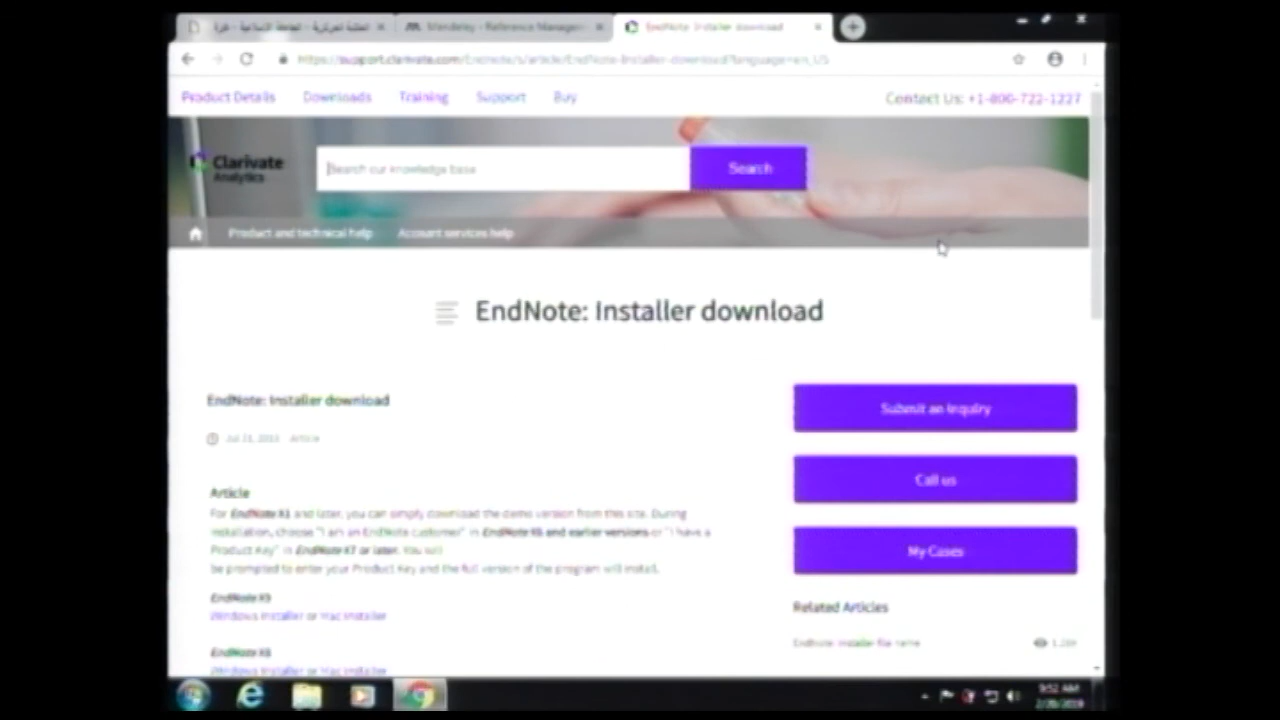 المكتبة المركزية - الجامعة الإسلامية - غزة
Mendeley - Reference Manager
EndNote: Installer download
https://support.clarivate.com/Endnote/s/article/EndNote-Installer-download?language=en_US
Product Details Downloads Training Support Buy
Contact Us: +1-800-722-1227
Clarivate
Analytics
Search our knowledge base
Search
Product and technical help Account services help
EndNote: Installer download
EndNote: Installer download
Article
Submit an Inquiry
Call us
My Cases
Article
For EndNote X1 and later, you can simply download the demo version from this site. During
installation, choose "I am an EndNote customer" in EndNote X6 and earlier versions or "I have a
Product Key" in EndNote X7 or later. You will
be prompted to enter your Product Key and the full version of the program will install.
EndNote X9
Windows Installer or Mac Installer
EndNote X8
Windows Installer or Mac Installer
Related Articles
EndNote: Installer file name
9:52 AM
2/20/2019